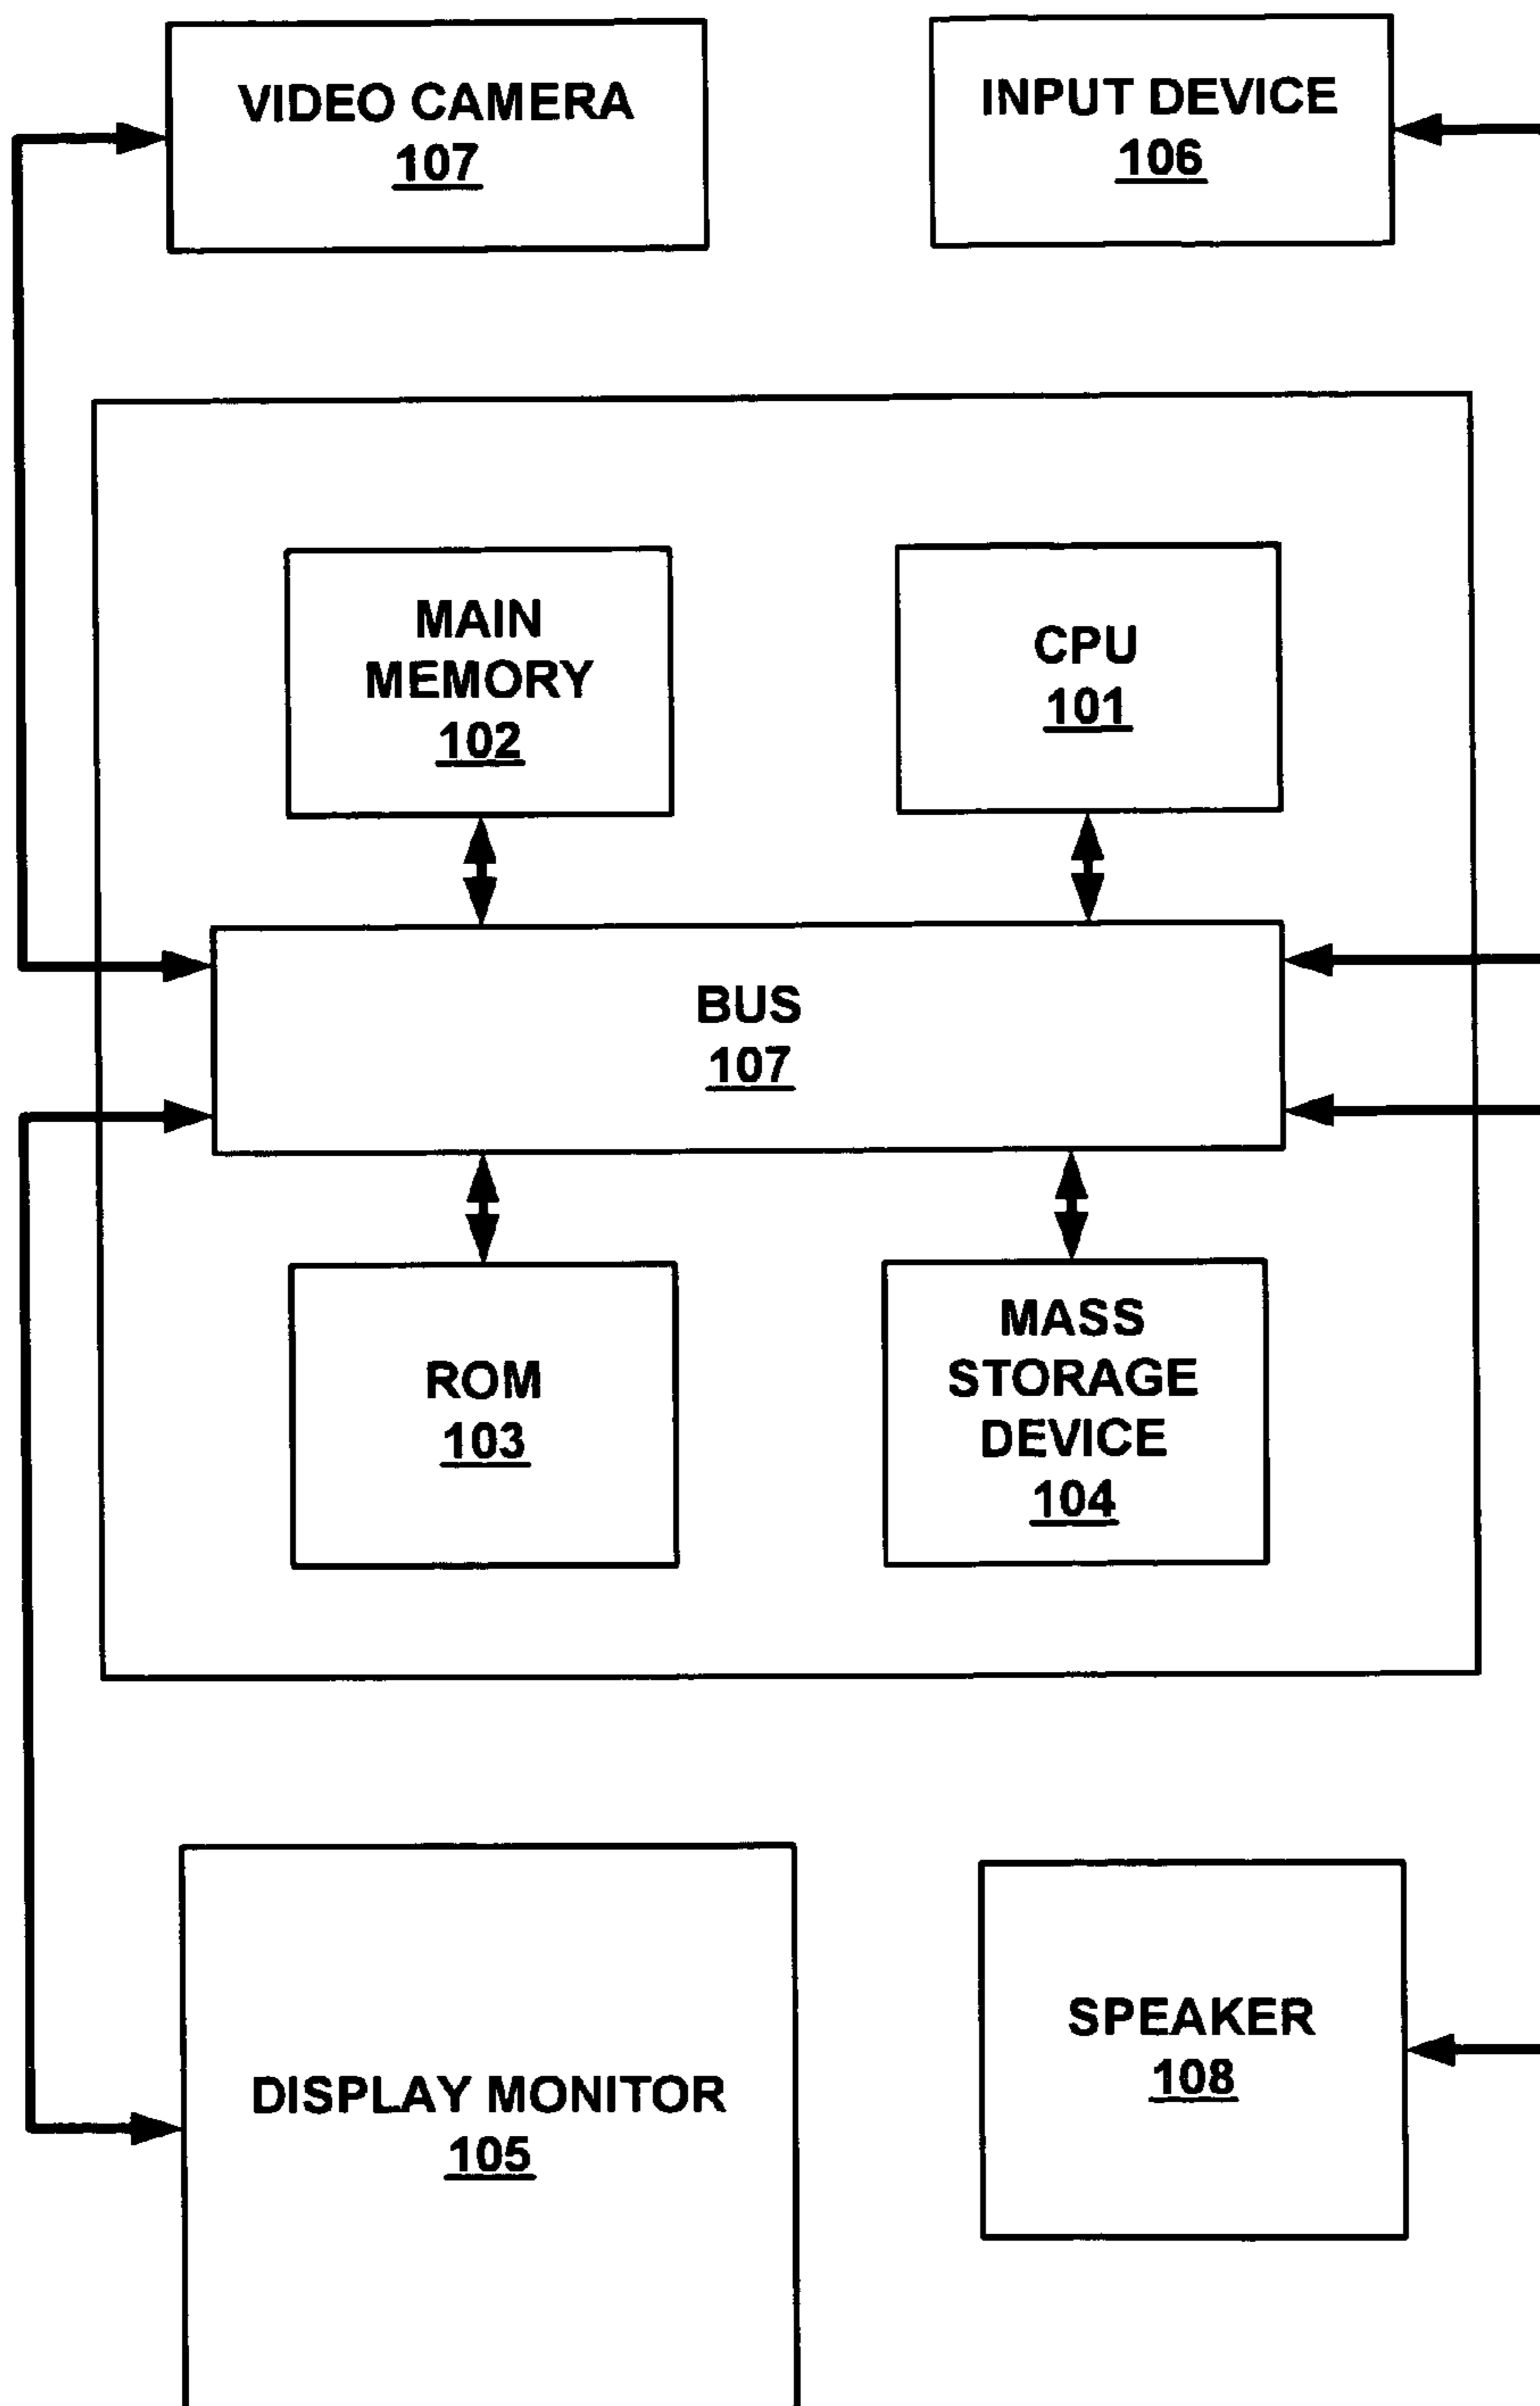 VIDEO CAMERA
107
INPUT DEVICE
106
MAIN
MEMORY
102
CPU
101
BUS
107
ROM
103
MASS
STORAGE
DEVICE
104
DISPLAY MONITOR
105
SPEAKER
108